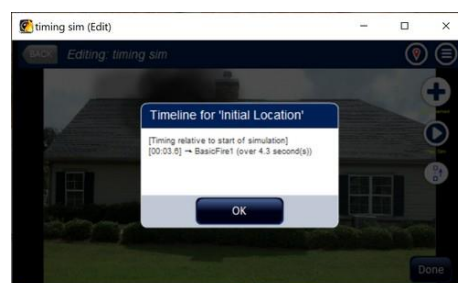 timing sim (Edit)
BACK Editing: timing sim
Timeline for 'Initial Location'
[Timing relative to start of simulation]
[00:03.6] → BasicFire1 (over 4.3 second(s))
OK
Done